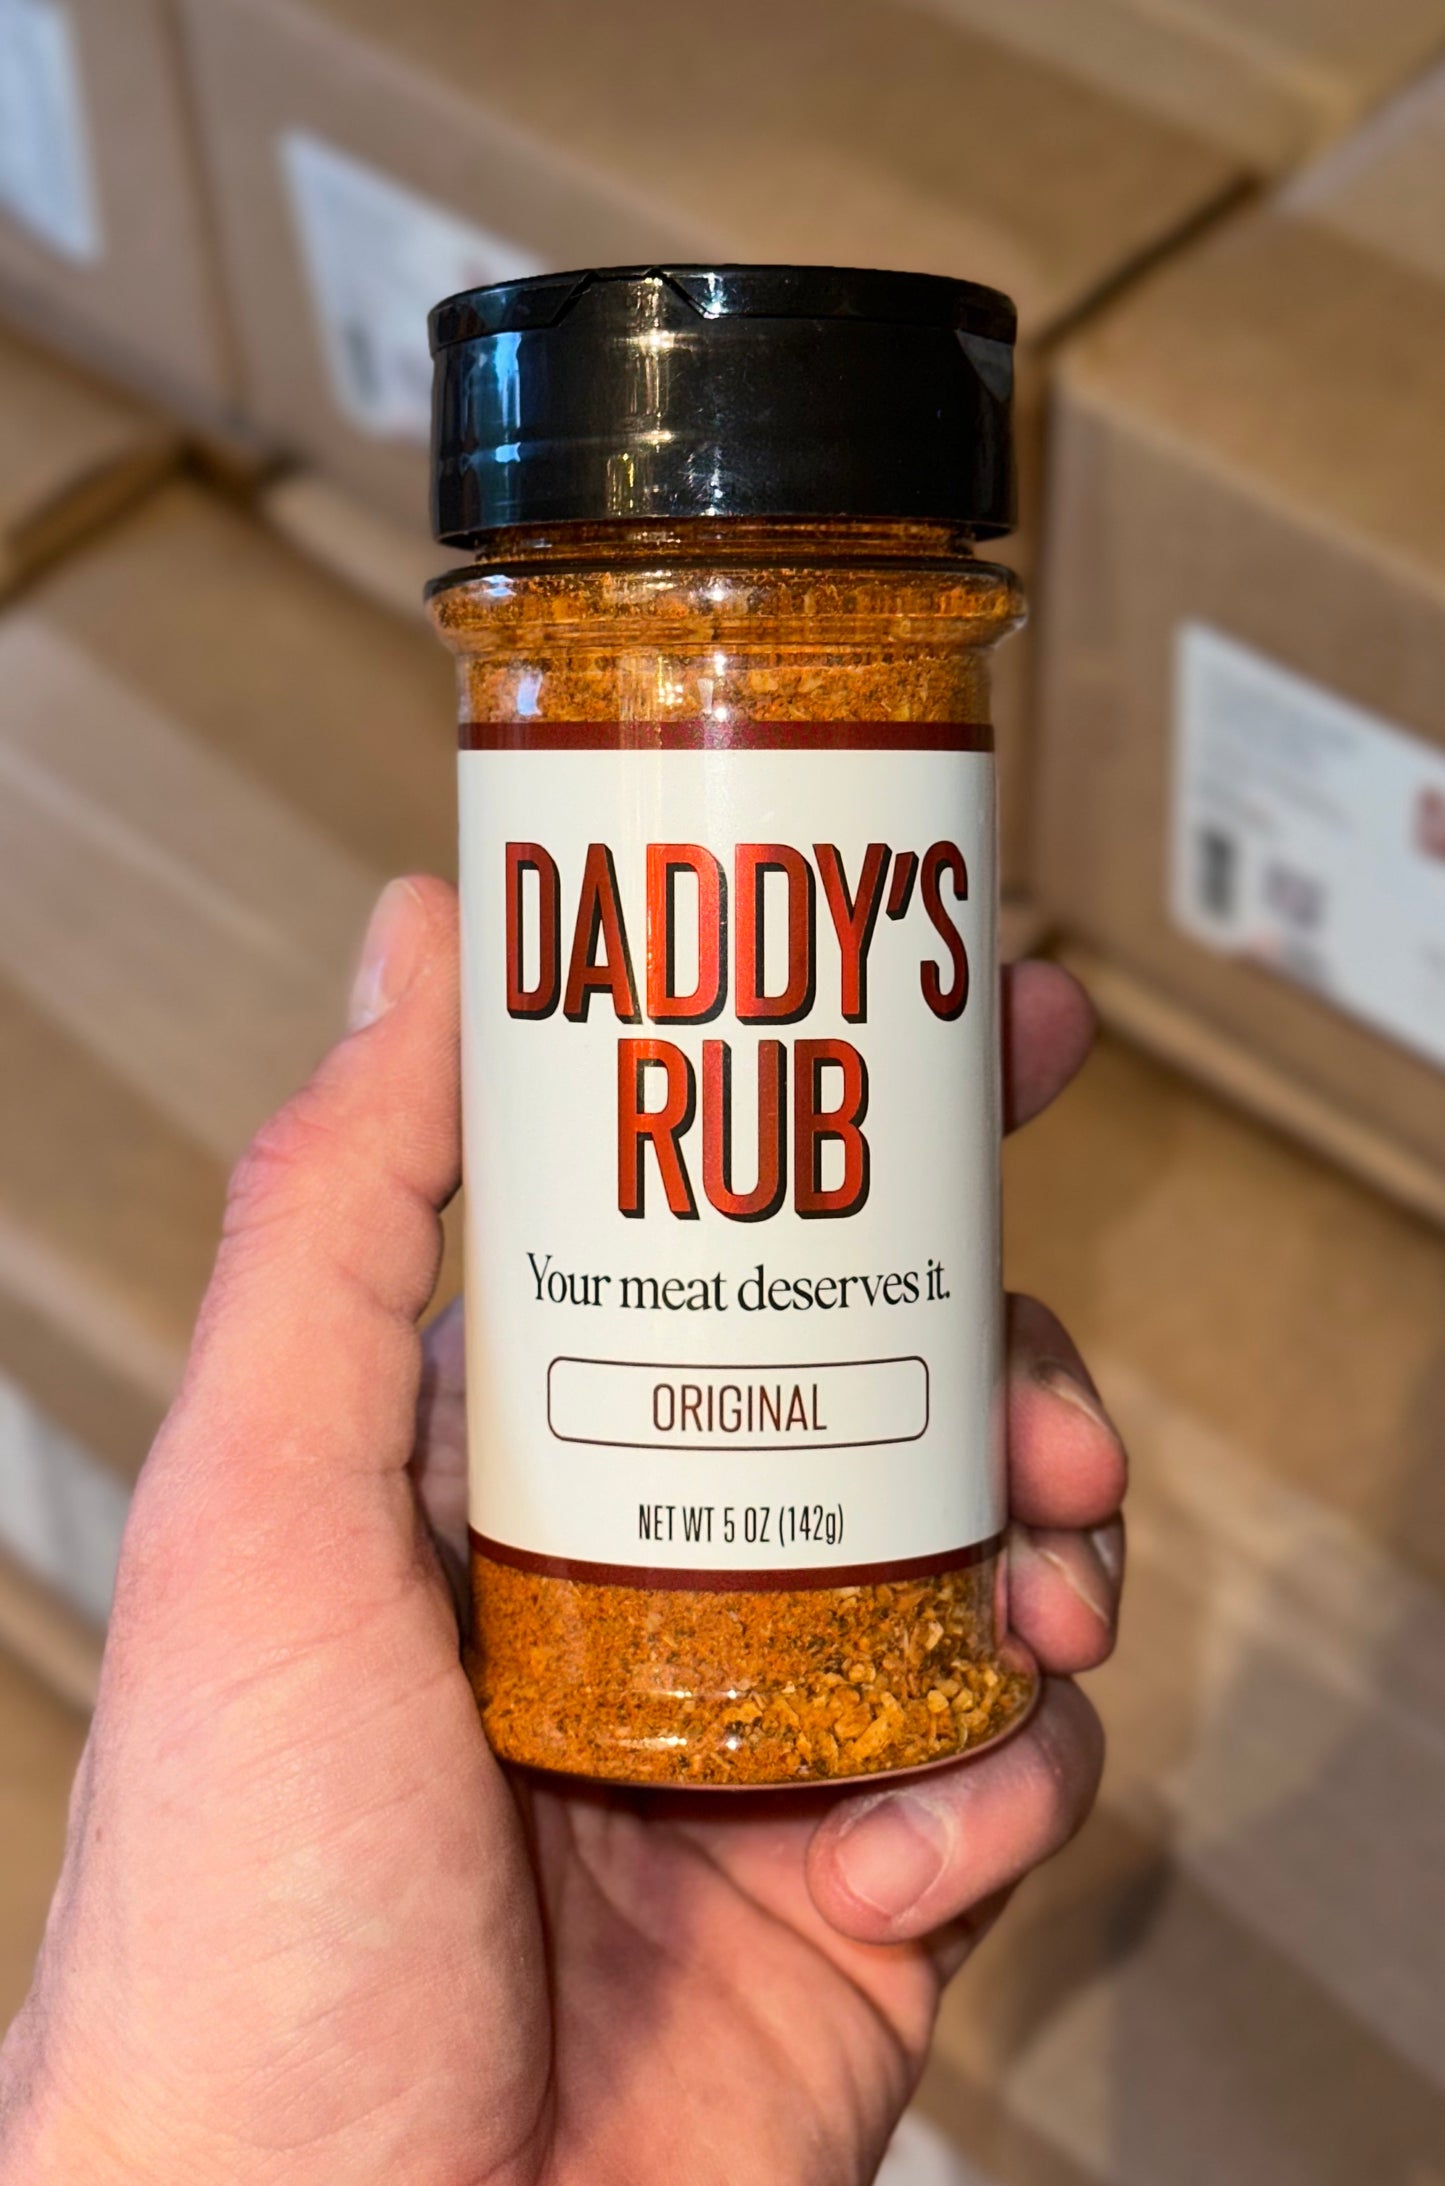 DADDY'S
RUB
Your meat deserves it.
ORIGINAL
NET WT 5 OZ (142g)